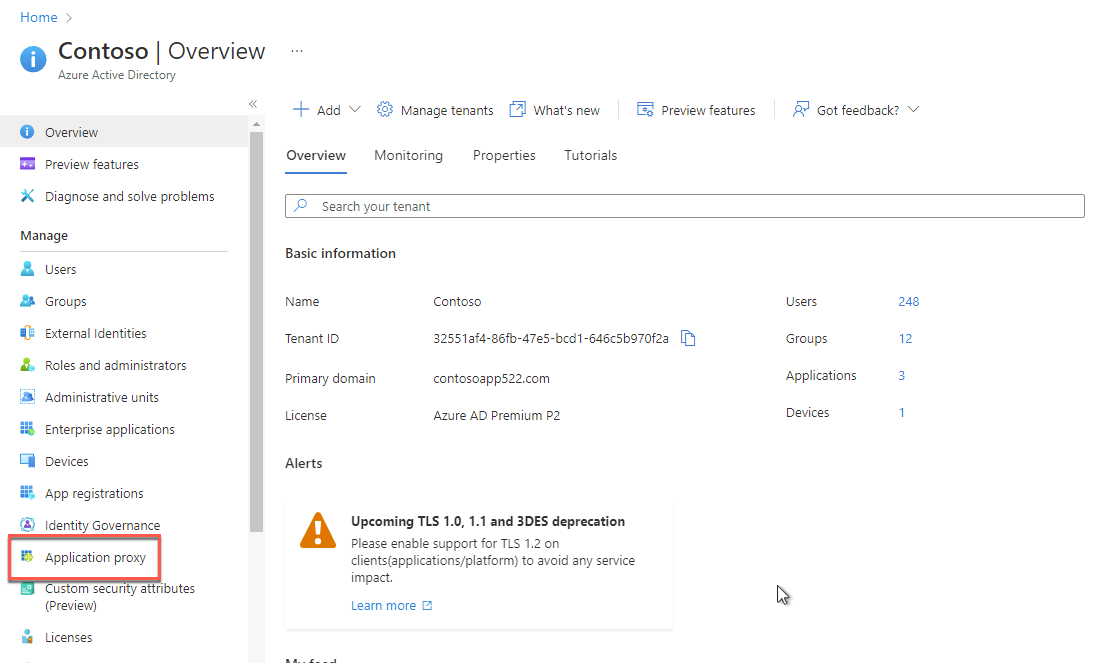 Home
Contoso | Overview
...
Azure Active Directory
«
Add
Manage tenants
What's new
Preview features
Got feedback?
Overview
Preview features
Diagnose and solve problems
Manage
Users
Groups
External Identities
Roles and administrators
Administrative units
Enterprise applications
Devices
App registrations
Identity Governance
Application proxy
Custom security attributes
(Preview)
Licenses
Overview Monitoring Properties Tutorials
Search your tenant
Basic information
Name Contoso Users 248
Tenant ID 32551af4-86fb-47e5-bcd1-646c5b970f2a Groups 12
Primary domain contosoapp522.com Applications 3
License Azure AD Premium P2 Devices 1
Alerts
Upcoming TLS 1.0, 1.1 and 3DES deprecation
Please enable support for TLS 1.2 on
clients(applications/platform) to avoid any service
impact.
Learn more
My feed